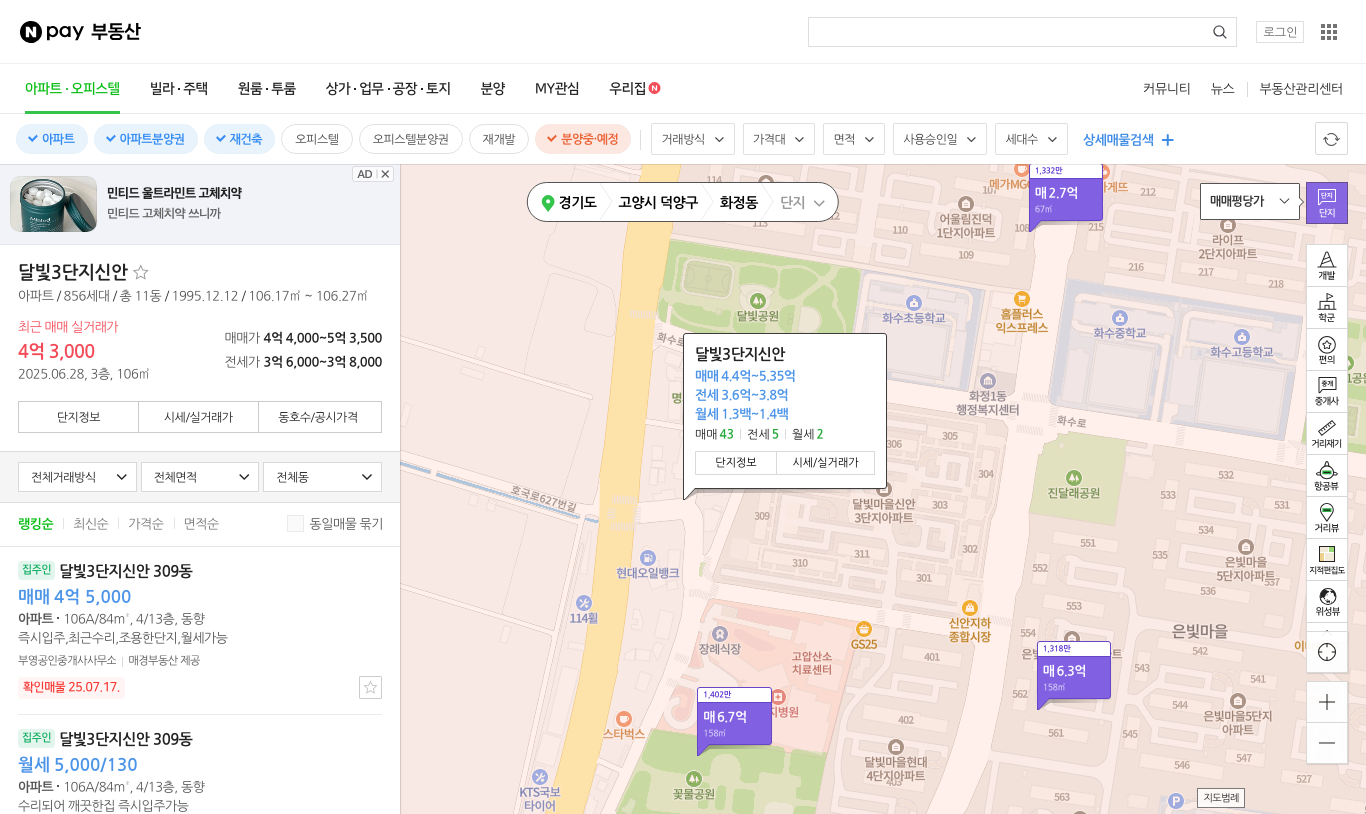 N pay 부동산
로그인
아파트·오피스텔 빌라·주택 원룸·투룸 상가·업무·공장·토지 분양 MY관심 우리집 N
커뮤니티 뉴스 부동산관리센터
아파트 아파트분양권 재건축 오피스텔 오피스텔분양권 재개발 분양중·예정
거래방식 가격대 면적 사용승인일 세대수 상세매물검색
AD
민티드 울트라민트 고체치약
민티드 고체치약 쓰니까
달빛3단지신안
아파트 / 856세대 / 총 11동 / 1995.12.12 / 106.17㎡ ~ 106.27㎡
최근 매매 실거래가
4억 3,000
2025.06.28, 3층, 106㎡
매매가 4억 4,000~5억 3,500
전세가 3억 6,000~3억 8,000
단지정보 시세/실거래가 동호수/공시가격
전체거래방식 전체면적 전체동
랭킹순 최신순 가격순 면적순 동일매물 묶기
집주인 달빛3단지신안 309동
매매 4억 5,000
아파트 · 106A/84㎡, 4/13층, 동향
즉시입주,최근수리,조용한단지,월세가능
부영공인중개사사무소 매경부동산 제공
확인매물 25.07.17.
집주인 달빛3단지신안 309동
월세 5,000/130
아파트 · 106A/84㎡, 4/13층, 동향
수리되어 깨끗한집 즉시입주가능
경기도 고양시 덕양구 화정동 단지
매매평당가
단지
단지
개발
학군
편의
중개
중개사
거리재기
항공뷰
거리뷰
지적편집도
위성뷰
지도범례
1,332만
매 2.7억
67㎡
메가MG
212
211
어울림진덕
1단지아파트
110
108
109
215
라이프
2단지아파트
216
217
218
달빛공원
화수초등학교
홈플러스
익스프레스
화수중학교
화수고등학교
화수로
달빛3단지신안
매매 4.4억~5.35억
전세 3.6억~3.8억
월세 1.3백~1.4백
매매 43 전세 5 월세 2
단지정보 시세/실거래가
화정1동
행정복지센터
화수로
306
305
304
303
진달래공원
달빛마을신안
3단지아파트
호국로627번길
309
311
310
302
301
551
552
553
554
535
534
533
532
537
은빛마을
5단지아파트
현대오일뱅크
114휠
신안지하
종합시장
GS25
401
장례식장
고압산소
치료센터
은빛마을
1,318만
매 6.3억
158㎡
1,402만
매 6.7억
158㎡
스타벅스
402
562
561
545
546
547
527
은빛마을5단지
아파트
달빛마을현대
4단지아파트
403
563
꽃물공원
KTS국보
타이어
P